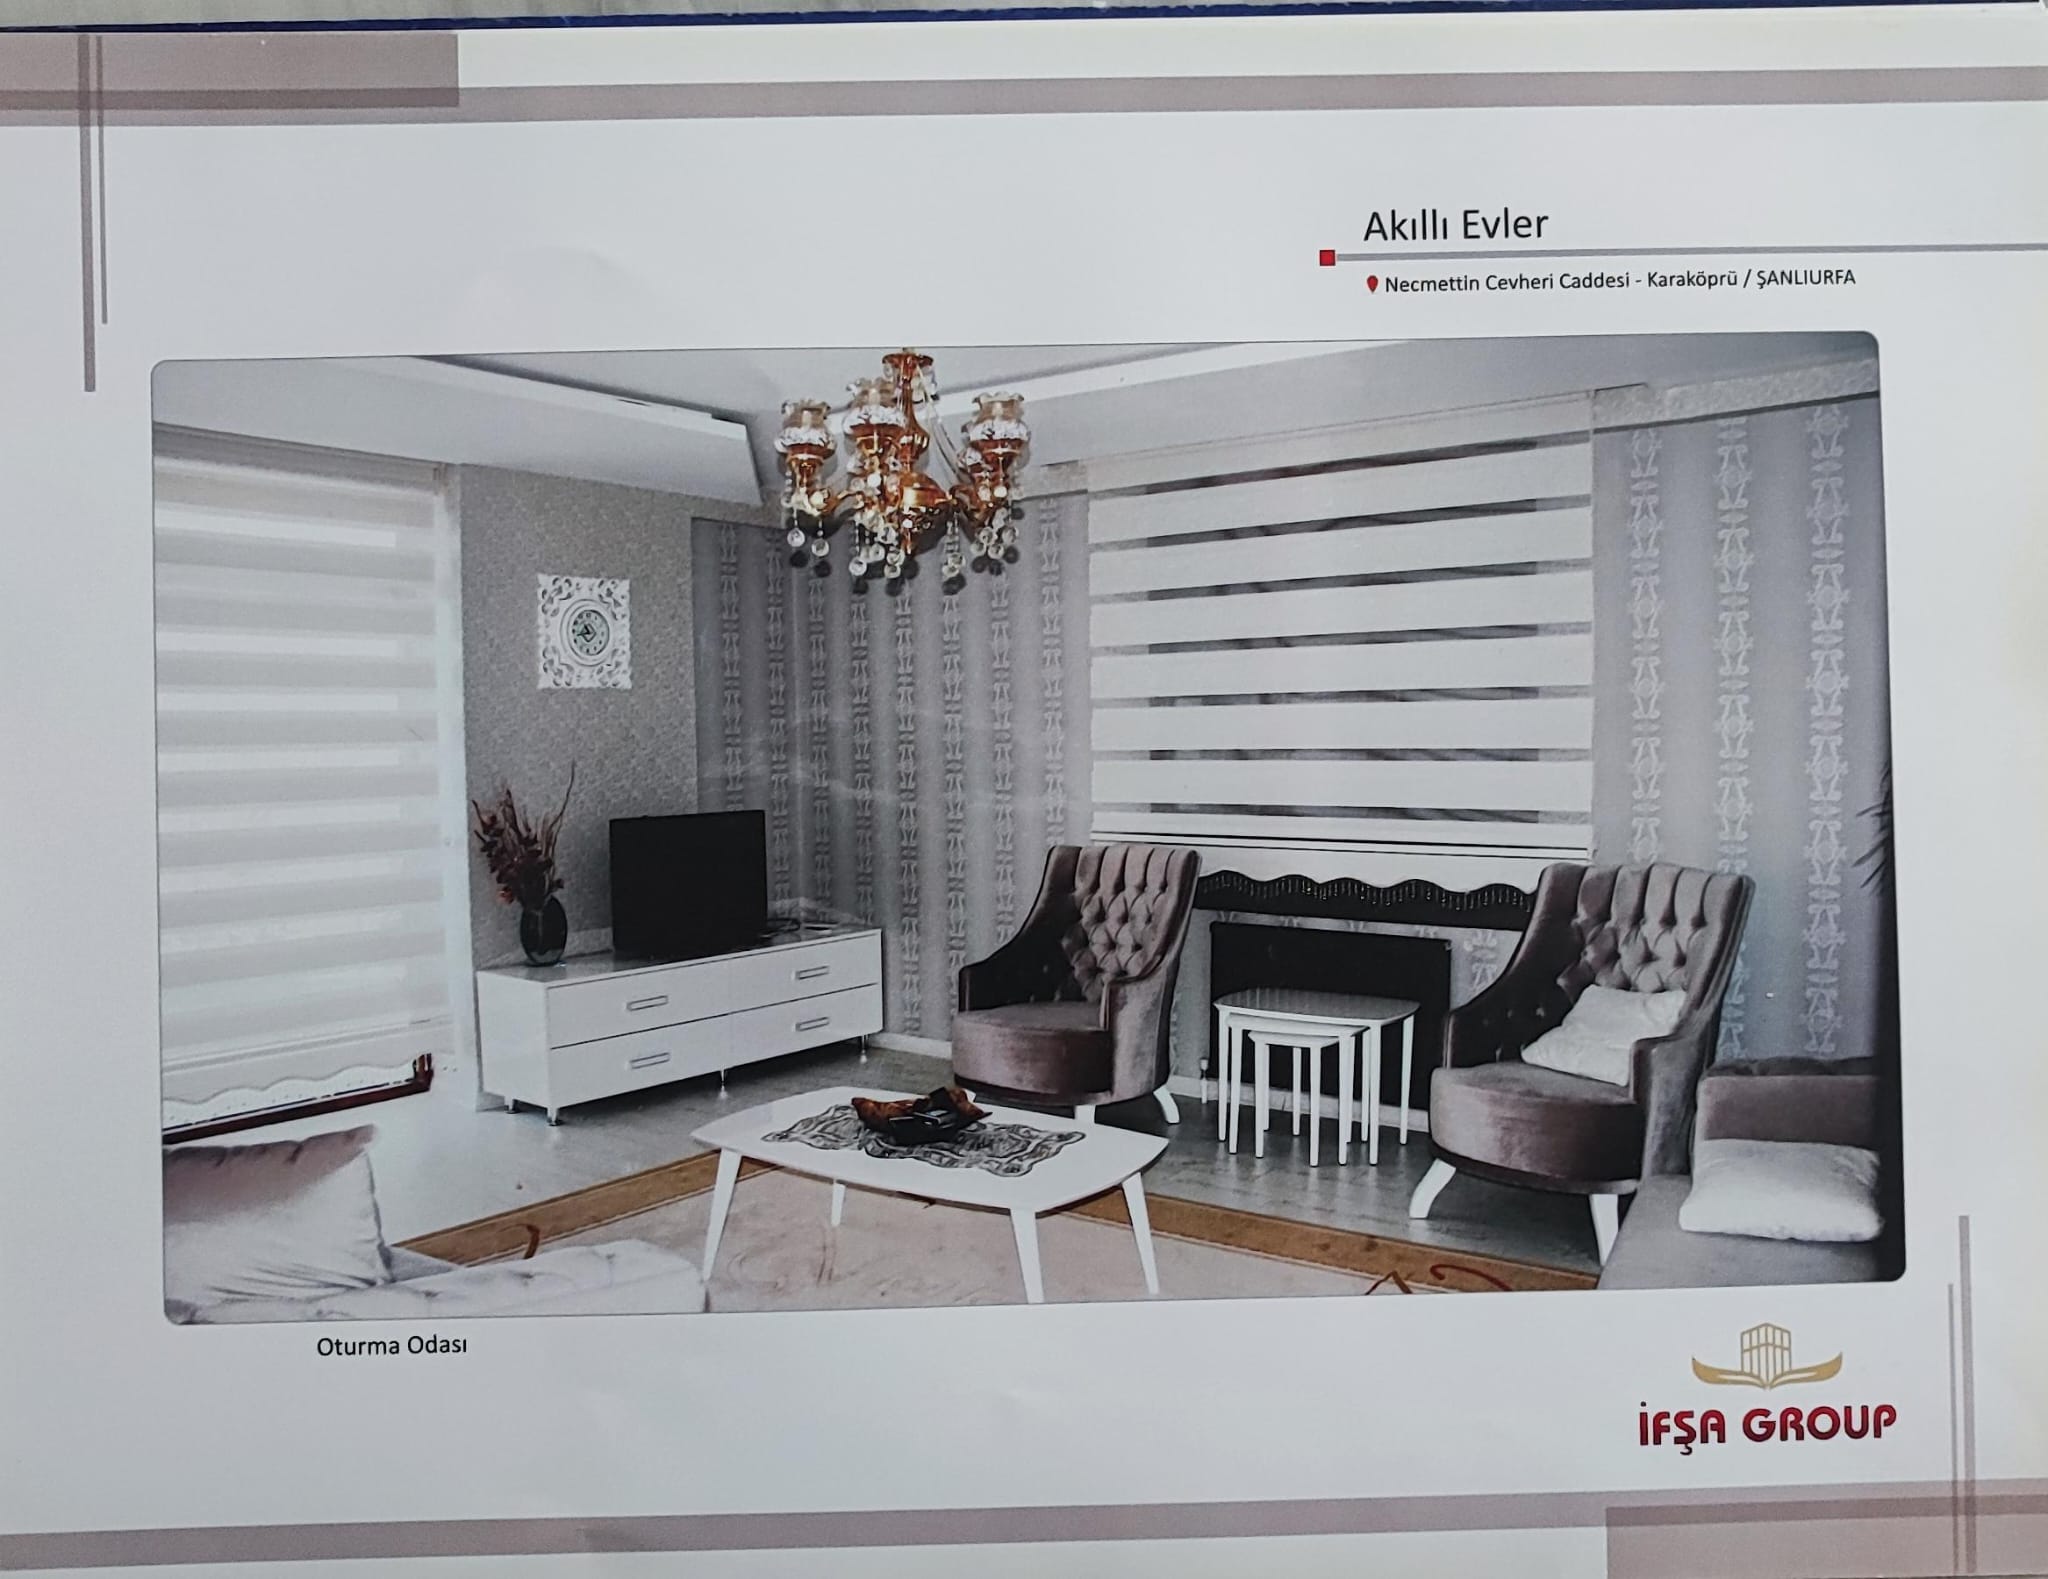 Akıllı Evler
Necmettin Cevheri Caddesi - Karaköprü / ŞANLIURFA
Oturma Odası
İFŞA GROUP